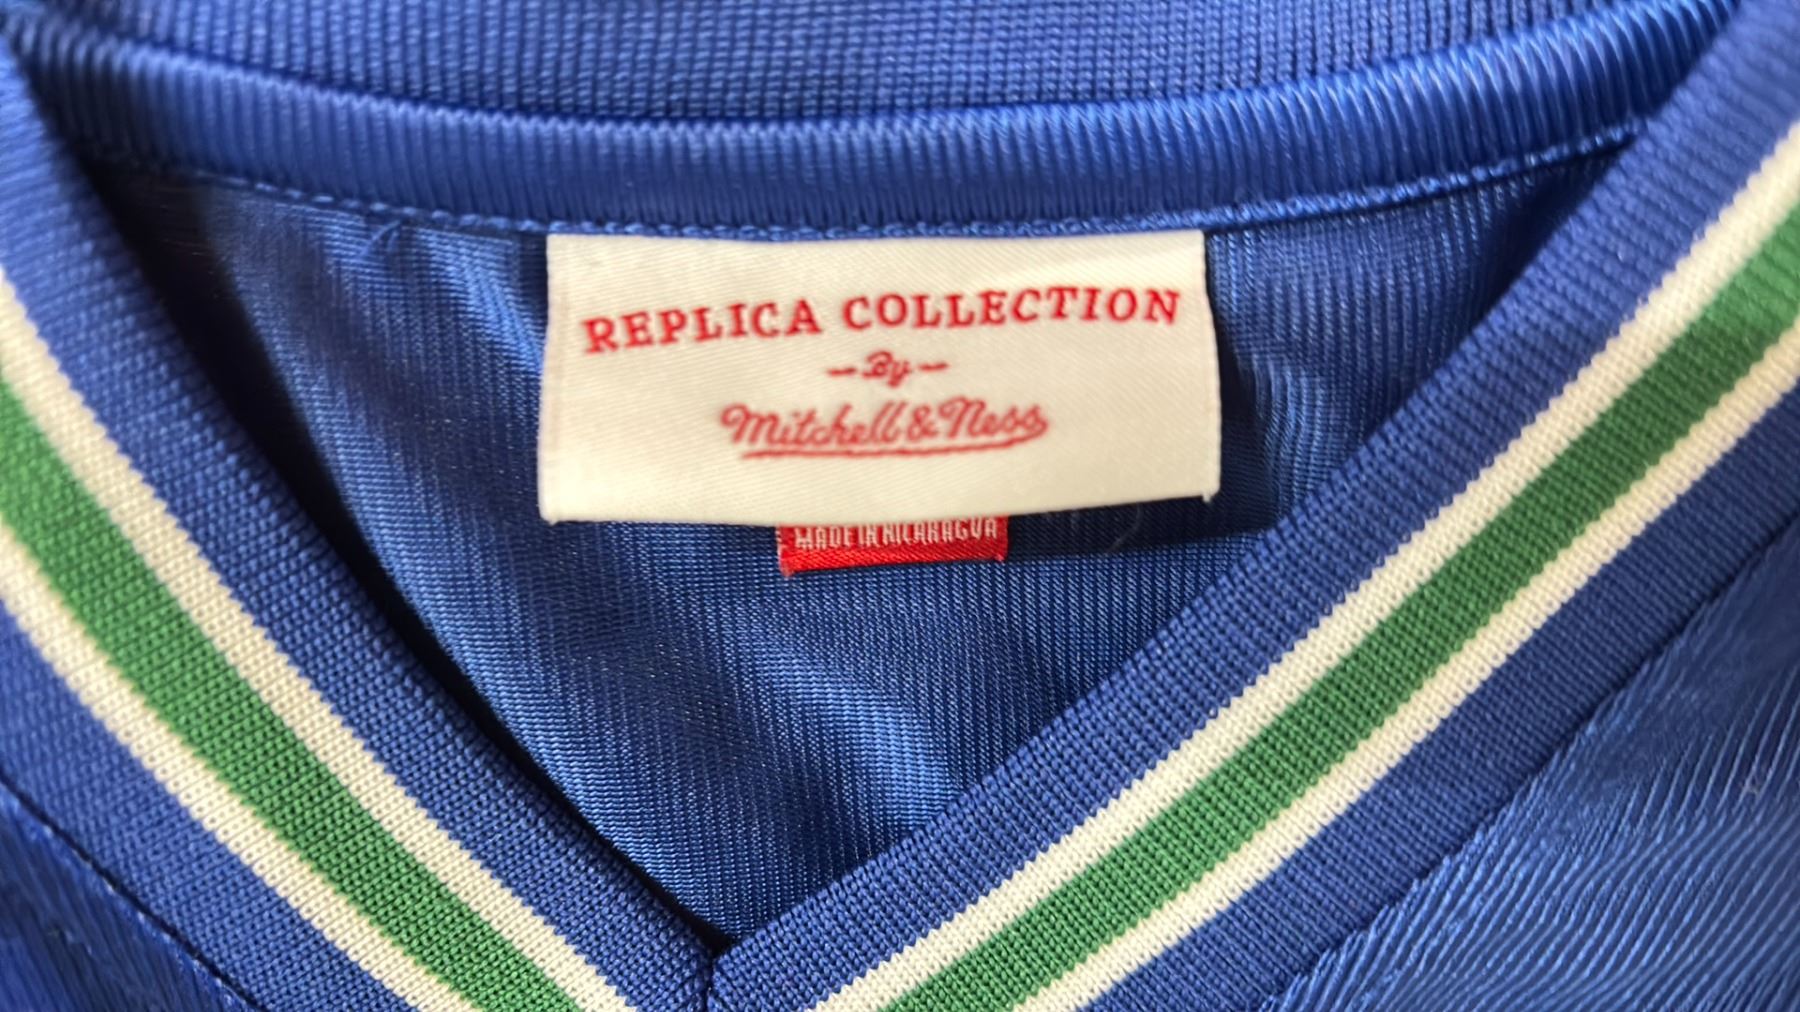 REPLICA COLLECTION
-By-
Mitchell & Ness
MADE IN NICARAGUA